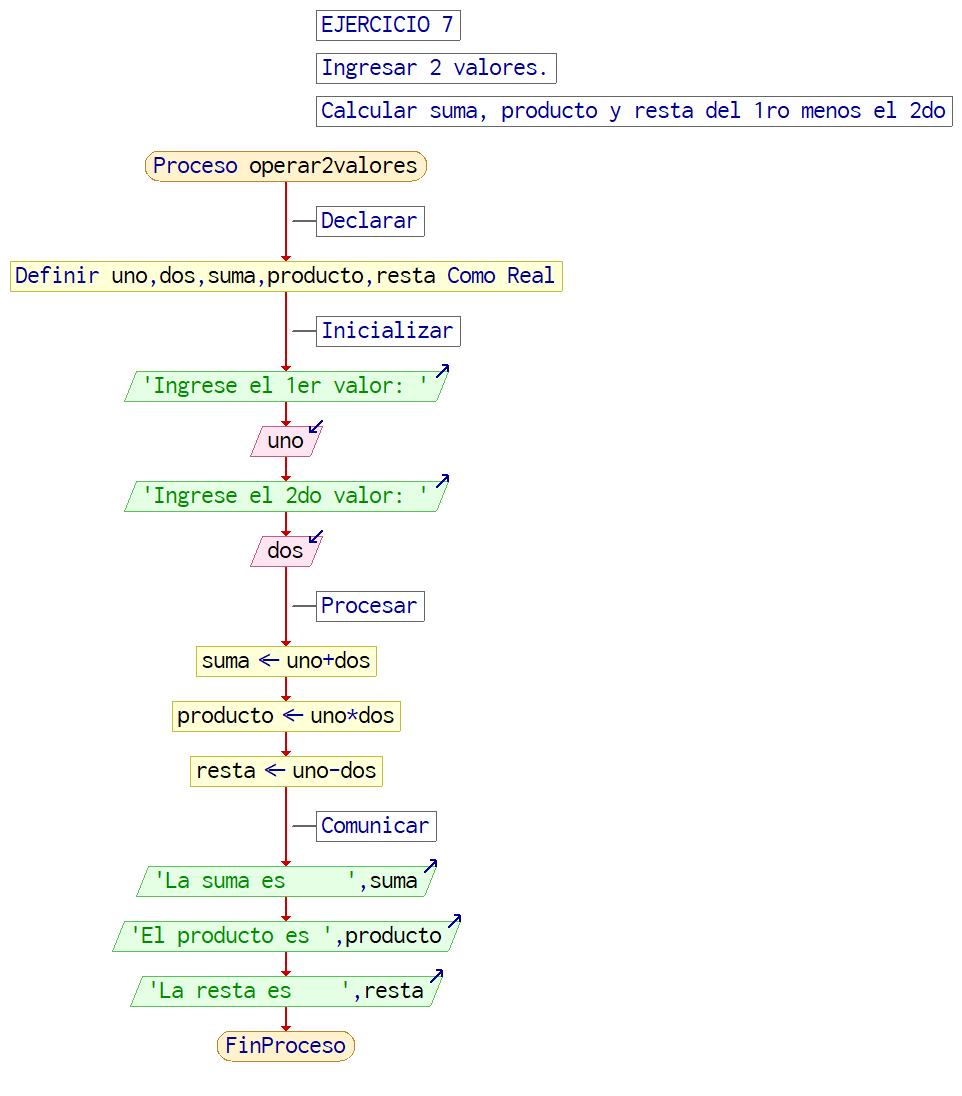 EJERCICIO 7
Ingresar 2 valores.
Calcular suma, producto y resta del 1ro menos el 2do
Proceso operar2valores
Declarar
Definir uno,dos,suma,producto,resta Como Real
Inicializar
'Ingrese el 1er valor: '
uno
'Ingrese el 2do valor: '
dos
Procesar
suma ← uno+dos
producto ← uno*dos
resta ← uno-dos
Comunicar
'La suma es     ',suma
'El producto es ',producto
'La resta es    ',resta
FinProceso